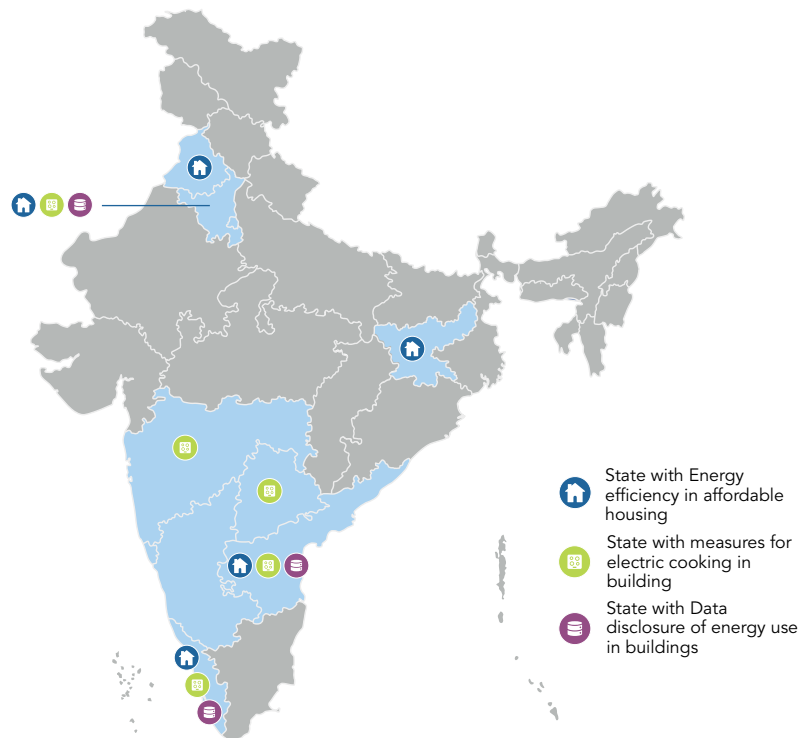 State with Energy
efficiency in affordable
housing
State with measures for
electric cooking in
building
State with Data
disclosure of energy use
in buildings